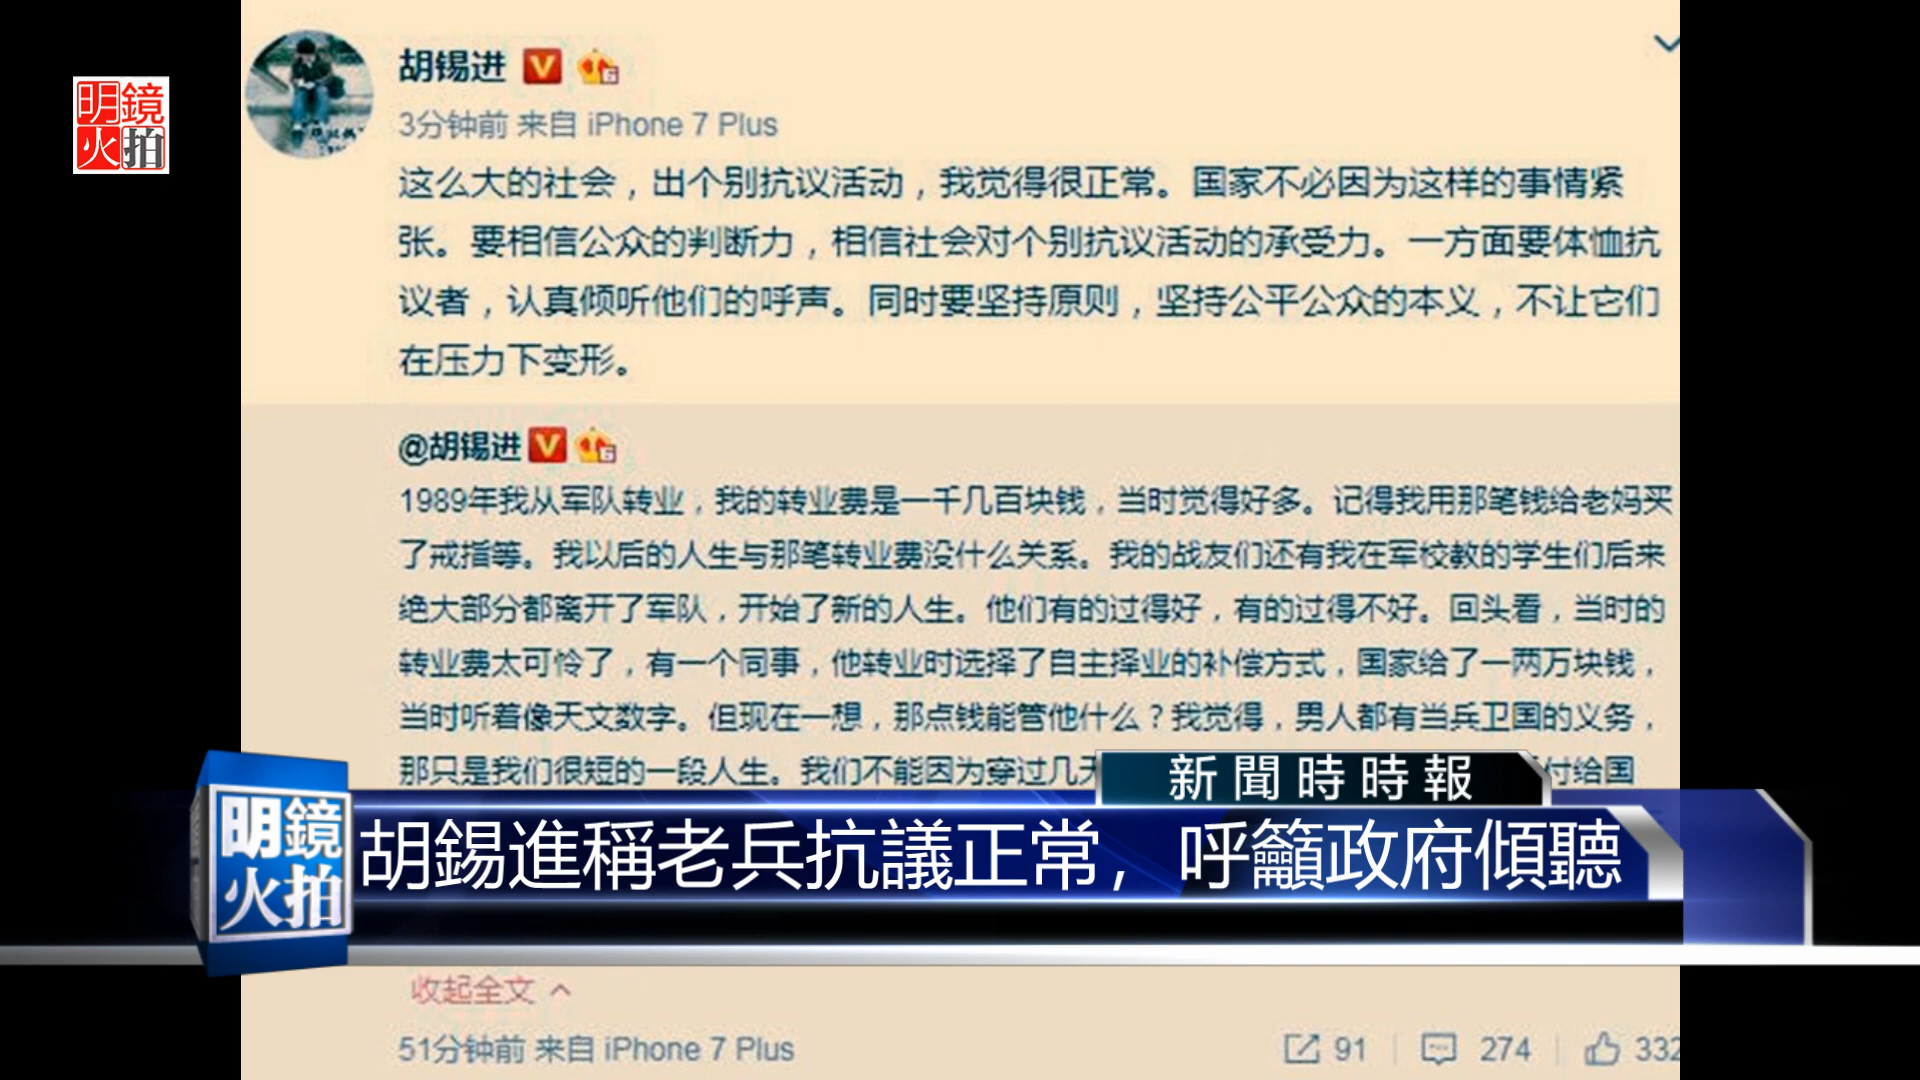 明鏡
火拍
胡锡进
3分钟前 来自 iPhone 7 Plus
这么大的社会，出个别抗议活动，我觉得很正常。国家不必因为这样的事情紧
张。要相信公众的判断力，相信社会对个别抗议活动的承受力。一方面要体恤抗
议者，认真倾听他们的呼声。同时要坚持原则，坚持公平公众的本义，不让它们
在压力下变形。
@胡锡进
1989年我从军队转业，我的转业费是一千几百块钱，当时觉得好多。记得我用那笔钱给老妈买
了戒指等。我以后的人生与那笔转业费没什么关系。我的战友们还有我在军校教的学生们后来
绝大部分都离开了军队，开始了新的人生。他们有的过得好，有的过得不好。回头看，当时的
转业费太可怜了，有一个同事，他转业时选择了自主择业的补偿方式，国家给了一两万块钱，
当时听着像天文数字。但现在一想，那点钱能管他什么？我觉得，男人都有当兵卫国的义务，
那只是我们很短的一段人生。我们不能因为穿过几天
付给国
新聞時時報
明鏡
火拍
胡錫進稱老兵抗議正常，呼籲政府傾聽
收起全文
51分钟前 来自 iPhone 7 Plus
91 274 332